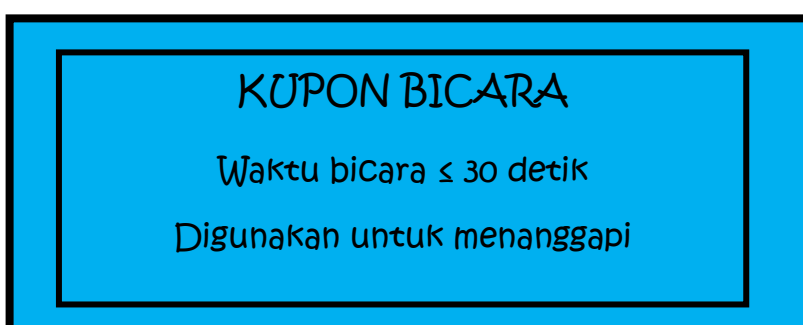 KUPON BICARA
Waktu bicara ≤ 30 detik
Digunakan untuk menanggapi